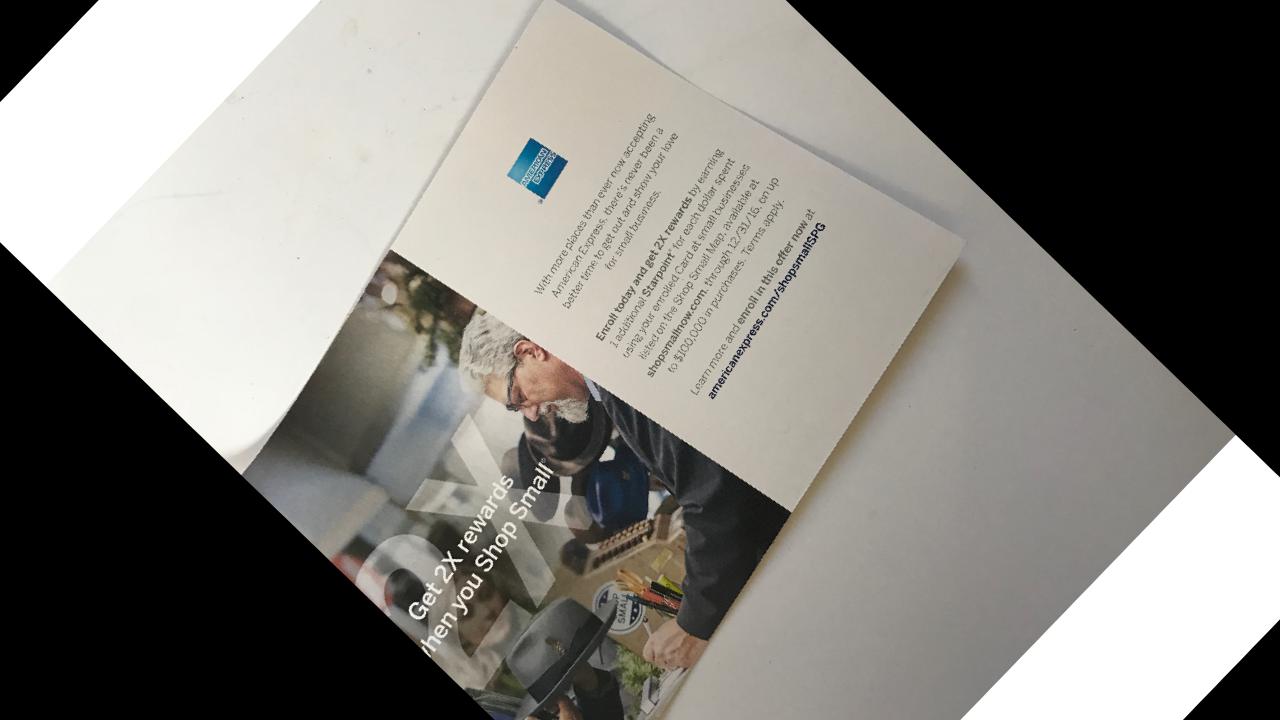 AMERICAN
EXPRESS
With more places than ever now accepting
American Express, there's never been a
better time to get out and show your love
for small business.
Enroll today and get 2X rewards by earning
1 additional Starpoint® for each dollar spent
using your enrolled Card at small businesses
listed on the Shop Small Map, available at
shopsmallnow.com, through 12/31/16, on up
to $100,000 in purchases. Terms apply.
Learn more and enroll in this offer now at
americanexpress.com/shopsmallSPG
2X
Get 2X rewards
when you Shop Small®
SHOP
SMALL